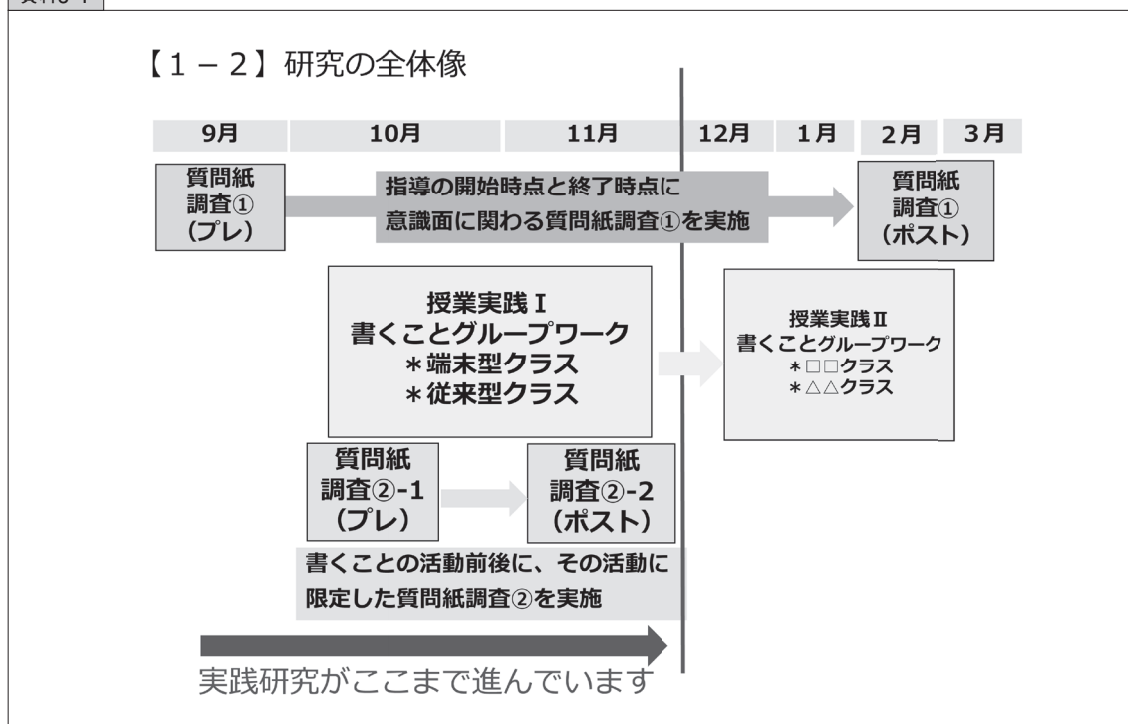 【１－２】研究の全体像
9月 10月 11月 12月 1月 2月 3月
質問紙
調査①
（プレ）
指導の開始時点と終了時点に
意識面に関わる質問紙調査①を実施
質問紙
調査①
（ポスト）
授業実践Ⅰ
書くことグループワーク
＊端末型クラス
＊従来型クラス
授業実践Ⅱ
書くことグループワーク
＊□□クラス
＊△△クラス
質問紙
調査②-1
（プレ）
質問紙
調査②-2
（ポスト）
書くことの活動前後に、その活動に
限定した質問紙調査②を実施
実践研究がここまで進んでいます